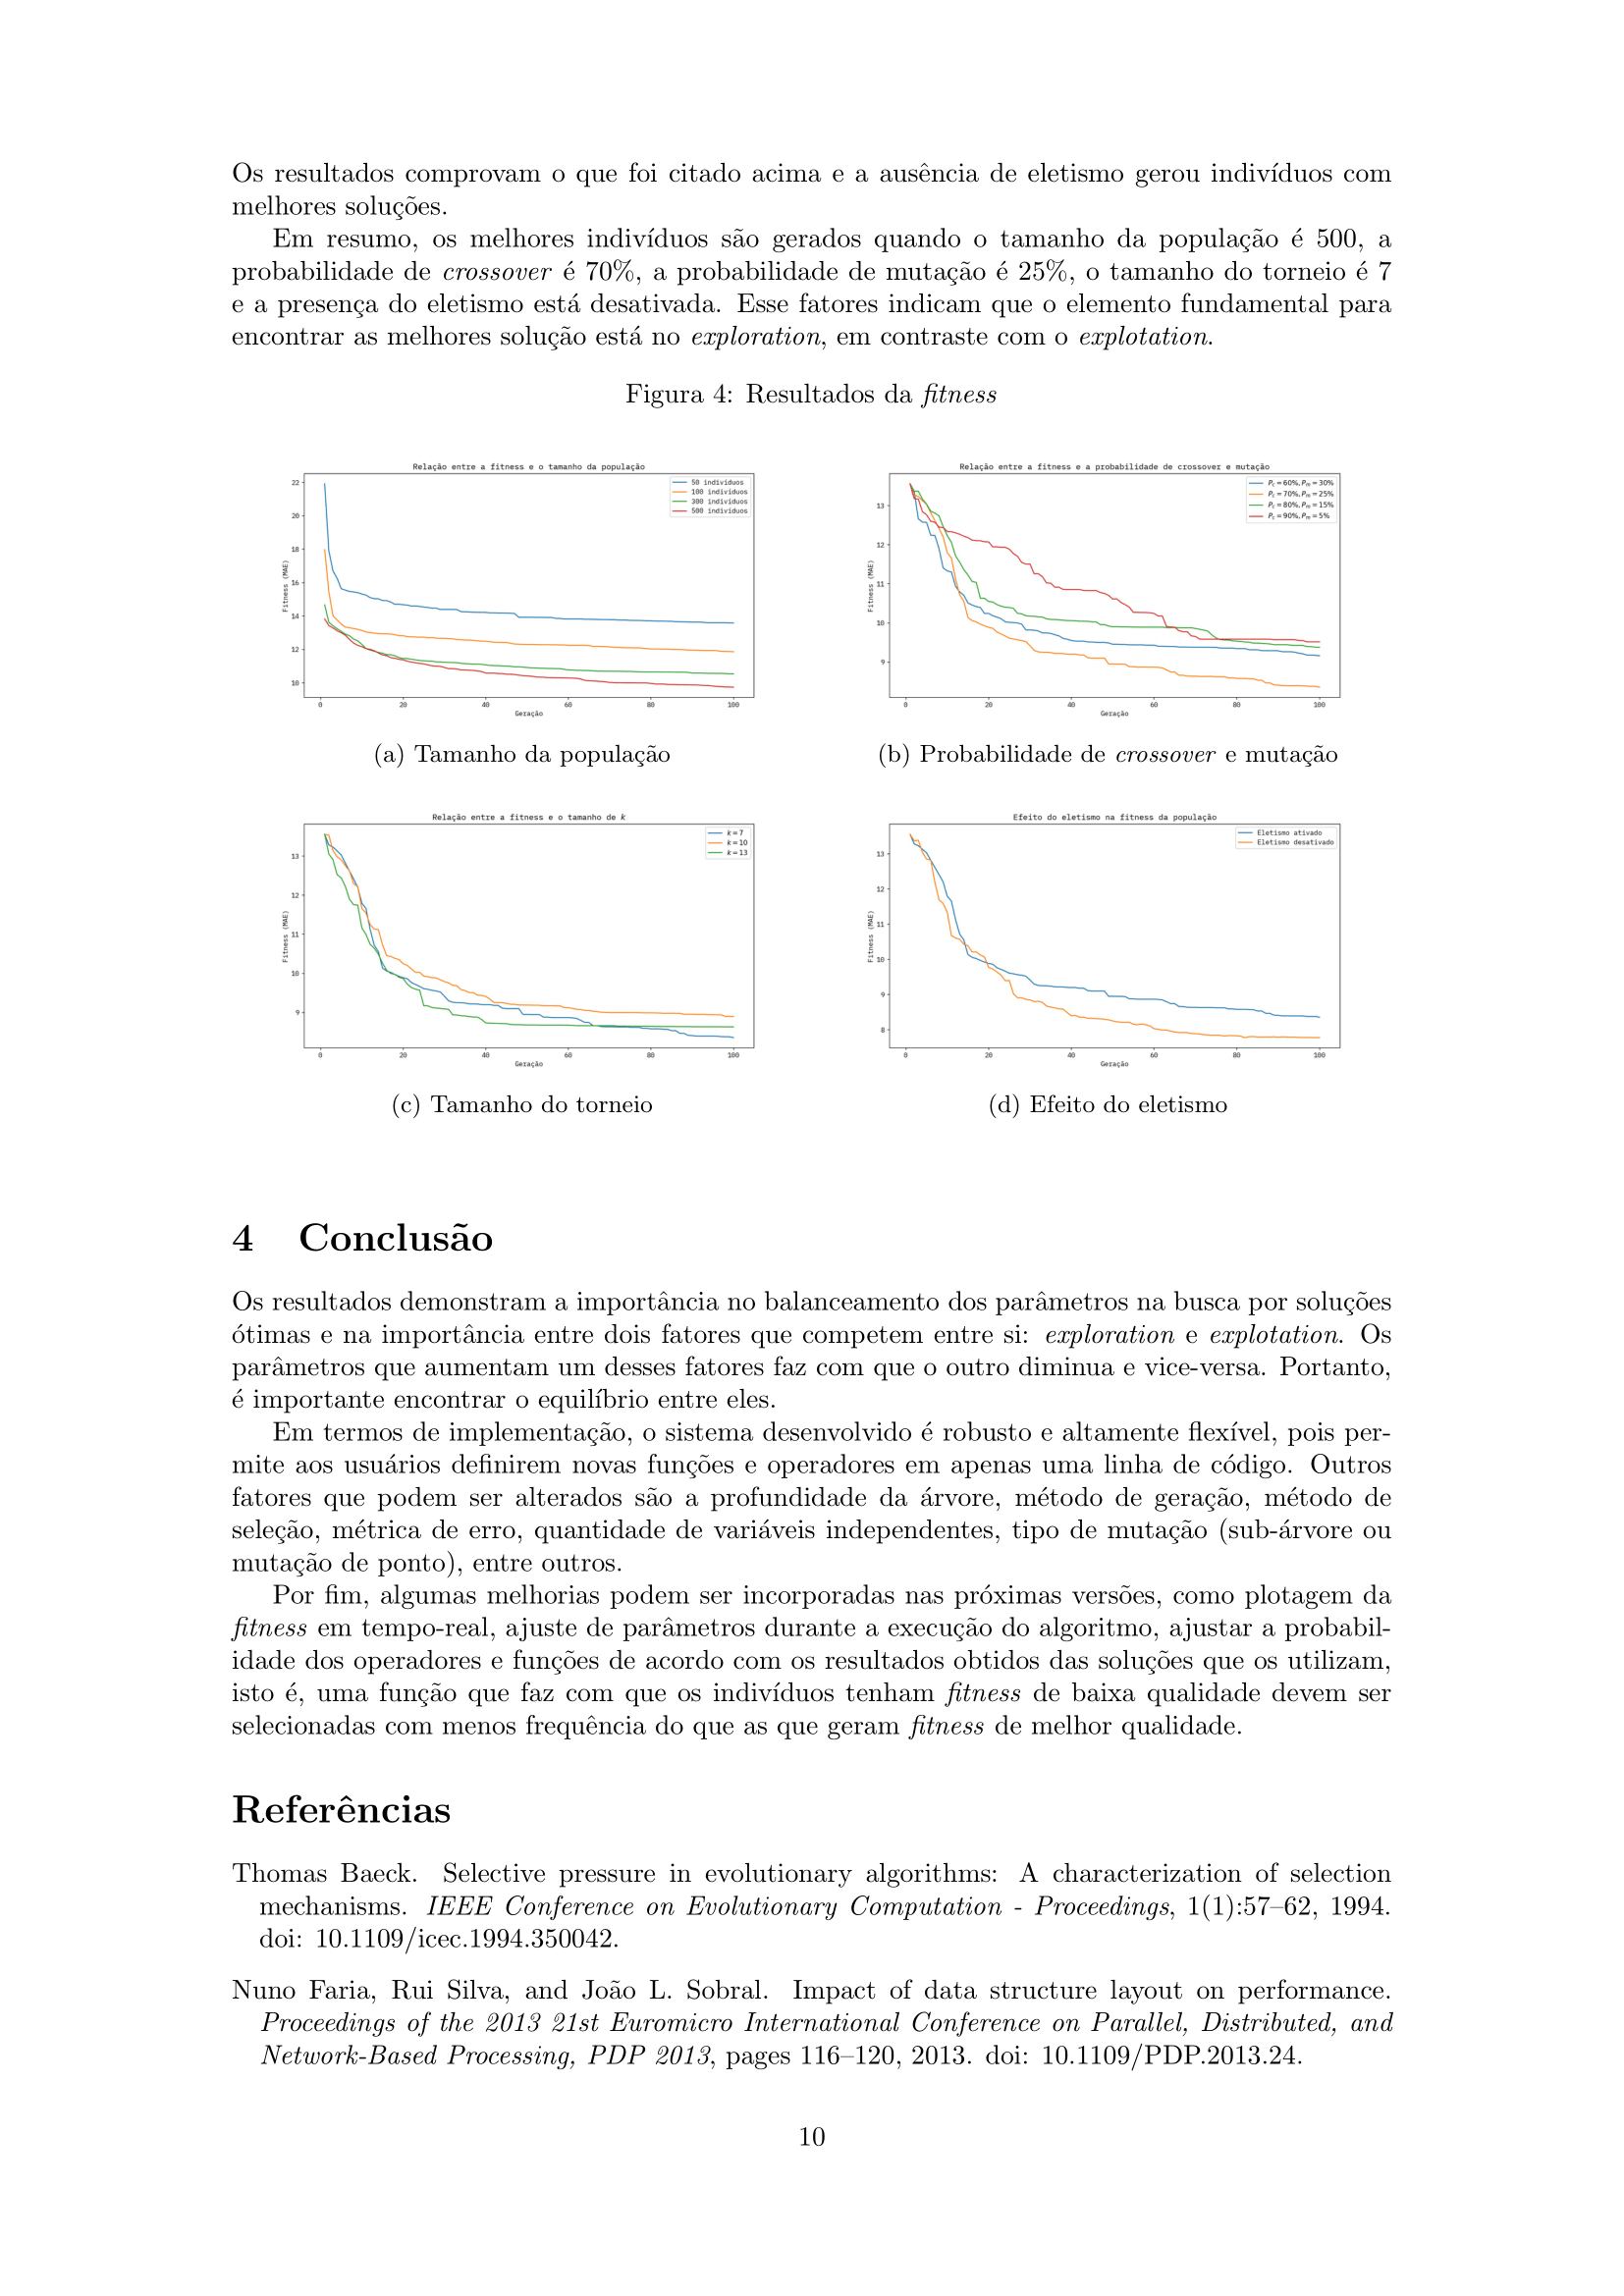 Os resultados comprovam o que foi citado acima e a ausência de eletismo gerou indivíduos com
melhores soluções.
Em resumo, os melhores indivíduos são gerados quando o tamanho da população é 500, a
probabilidade de crossover é 70%, a probabilidade de mutação é 25%, o tamanho do torneio é 7
e a presença do eletismo está desativada. Esse fatores indicam que o elemento fundamental para
encontrar as melhores solução está no exploration, em contraste com o explotation.
Figura 4: Resultados da fitness
Relação entre a fitness e o tamanho da população
50 indivíduos
100 indivíduos
300 indivíduos
500 indivíduos
Fitness (MAE)
22
20
18
16
14
12
10
0 20 40 60 80 100
Geração
(a) Tamanho da população
Relação entre a fitness e a probabilidade de crossover e mutação
Pc = 60%, Pm = 30%
Pc = 70%, Pm = 25%
Pc = 80%, Pm = 15%
Pc = 90%, Pm = 5%
Fitness (MAE)
13
12
11
10
9
0 20 40 60 80 100
Geração
(b) Probabilidade de crossover e mutação
Relação entre a fitness e o tamanho de k
k = 7
k = 10
k = 13
Fitness (MAE)
13
12
11
10
9
0 20 40 60 80 100
Geração
(c) Tamanho do torneio
Efeito do eletismo na fitness da população
Eletismo ativado
Eletismo desativado
Fitness (MAE)
13
12
11
10
9
8
0 20 40 60 80 100
Geração
(d) Efeito do eletismo
4 Conclusão
Os resultados demonstram a importância no balanceamento dos parâmetros na busca por soluções
ótimas e na importância entre dois fatores que competem entre si: exploration e explotation. Os
parâmetros que aumentam um desses fatores faz com que o outro diminua e vice-versa. Portanto,
é importante encontrar o equilíbrio entre eles.
Em termos de implementação, o sistema desenvolvido é robusto e altamente flexível, pois per-
mite aos usuários definirem novas funções e operadores em apenas uma linha de código. Outros
fatores que podem ser alterados são a profundidade da árvore, método de geração, método de
seleção, métrica de erro, quantidade de variáveis independentes, tipo de mutação (sub-árvore ou
mutação de ponto), entre outros.
Por fim, algumas melhorias podem ser incorporadas nas próximas versões, como plotagem da
fitness em tempo-real, ajuste de parâmetros durante a execução do algoritmo, ajustar a probabil-
idade dos operadores e funções de acordo com os resultados obtidos das soluções que os utilizam,
isto é, uma função que faz com que os indivíduos tenham fitness de baixa qualidade devem ser
selecionadas com menos frequência do que as que geram fitness de melhor qualidade.
Referências
Thomas Baeck. Selective pressure in evolutionary algorithms: A characterization of selection
mechanisms. IEEE Conference on Evolutionary Computation - Proceedings, 1(1):57–62, 1994.
doi: 10.1109/icec.1994.350042.
Nuno Faria, Rui Silva, and João L. Sobral. Impact of data structure layout on performance.
Proceedings of the 2013 21st Euromicro International Conference on Parallel, Distributed, and
Network-Based Processing, PDP 2013, pages 116–120, 2013. doi: 10.1109/PDP.2013.24.
10